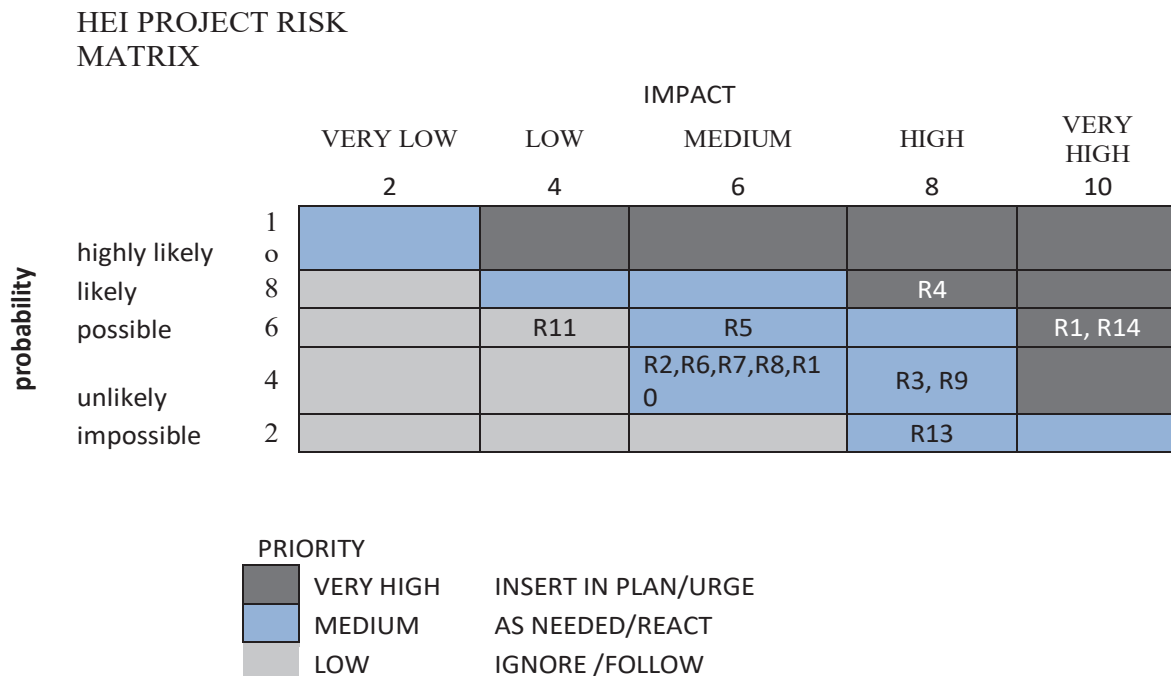 HEI PROJECT RISK
MATRIX
IMPACT
VERY LOW LOW MEDIUM HIGH VERY
HIGH
2 4 6 8 10
probability
highly likely 1
o
likely 8 R4
possible 6 R11 R5 R1, R14
unlikely 4 R2,R6,R7,R8,R1
0 R3, R9
impossible 2 R13
PRIORITY
VERY HIGH INSERT IN PLAN/URGE
MEDIUM AS NEEDED/REACT
LOW IGNORE /FOLLOW